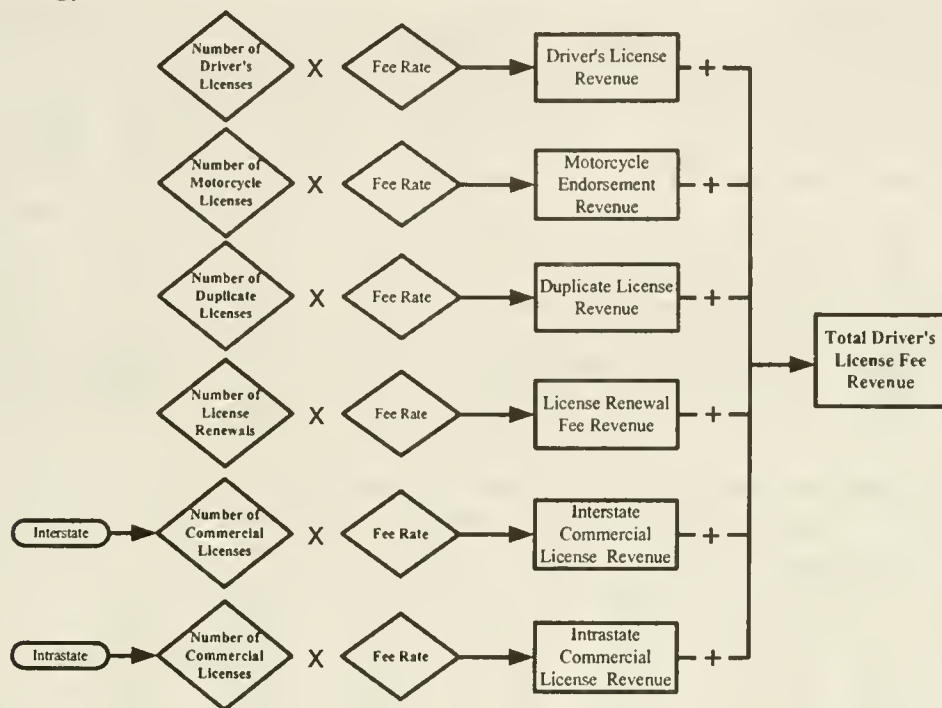 Number of
Driver's
Licenses
X
Fee Rate
Driver's License
Revenue
+
Number of
Motorcycle
Licenses
X
Fee Rate
Motorcycle
Endorsement
Revenue
+
Number of
Duplicate
Licenses
X
Fee Rate
Duplicate License
Revenue
+
Total Driver's
License Fee
Revenue
Number of
License
Renewals
X
Fee Rate
License Renewal
Fee Revenue
+
Interstate
Number of
Commercial
Licenses
X
Fee Rate
Interstate
Commercial
License Revenue
+
Intrastate
Number of
Commercial
Licenses
X
Fee Rate
Intrastate
Commercial
License Revenue
+